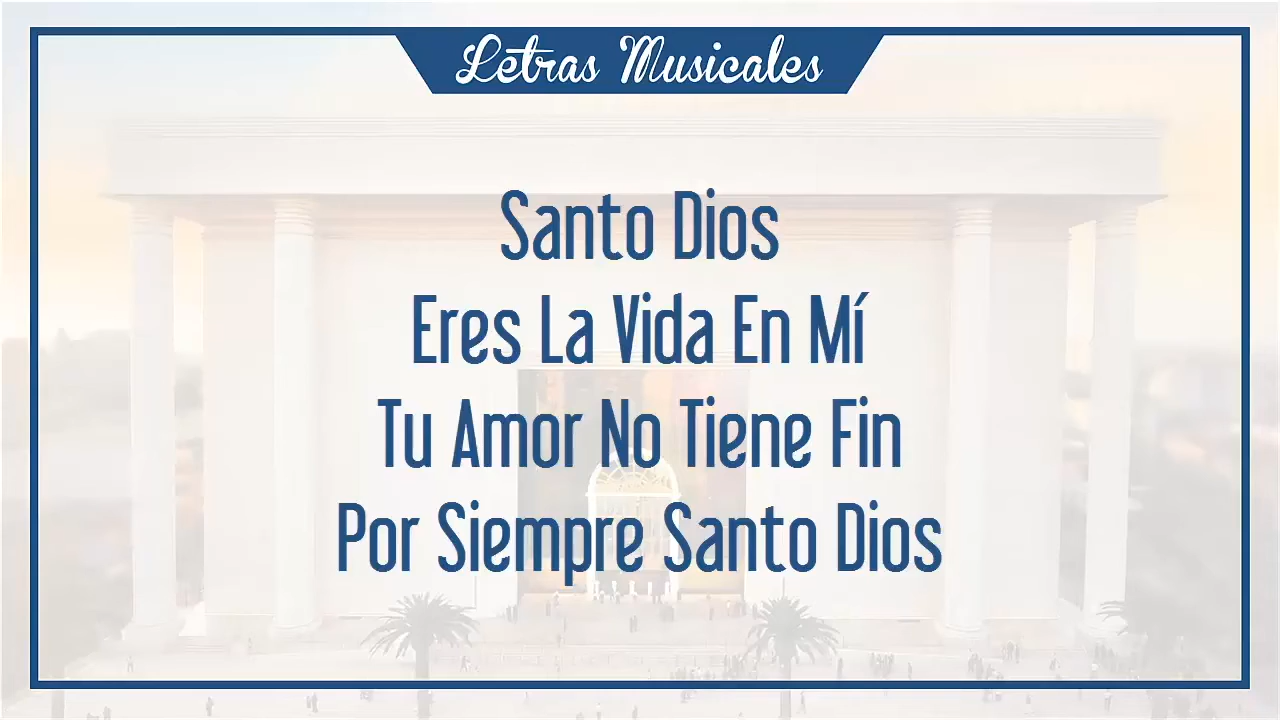 Letras Musicales
Santo Dios
Eres La Vida En Mí
Tu Amor No Tiene Fin
Por Siempre Santo Dios